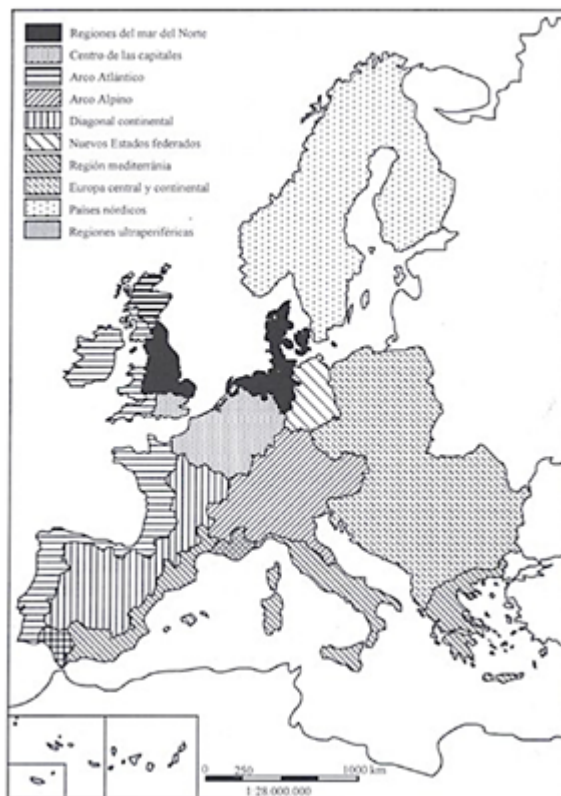 Regiones del mar del Norte
Centro de las capitales
Arco Atlántico
Arco Alpino
Diagonal continental
Nuevos Estados federados
Región mediterránia
Europa central y continental
Países nórdicos
Regiones ultraperiféricas
0 250 1000 km
1:28.000.000